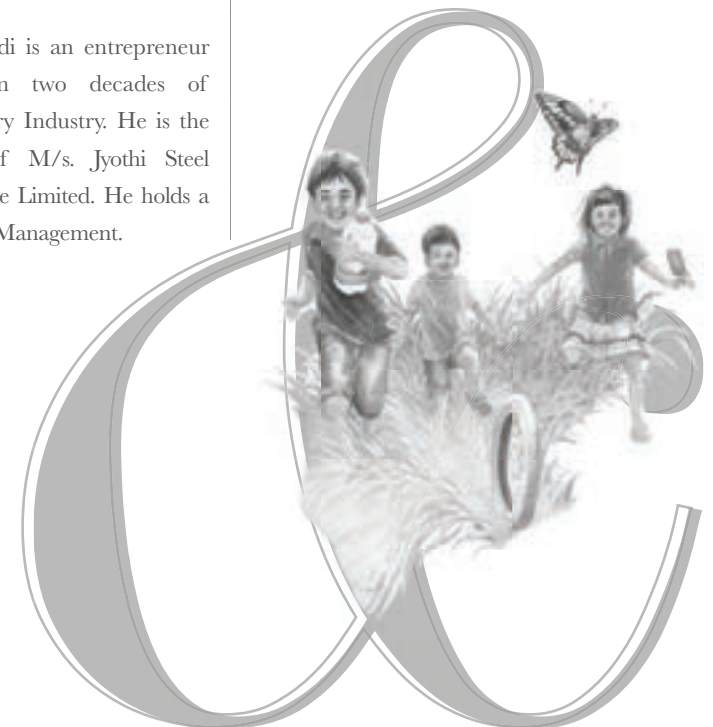 di is an entrepreneur
n two decades of
ry Industry. He is the
f M/s. Jyothi Steel
e Limited. He holds a
Management.